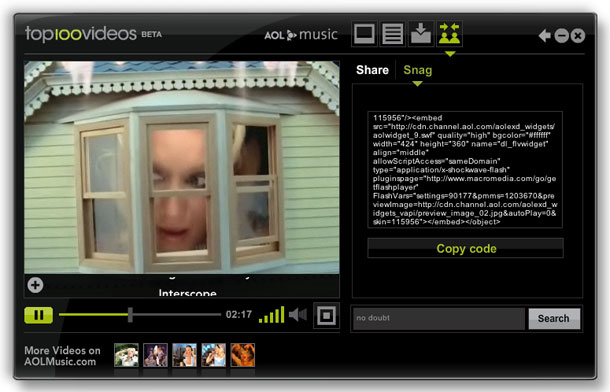 top100videos BETA
AOL music
Share Snag
115956"/><embed
src="http://cdn.channel.aol.com/aolexd_widgets/
aolwidget_9.swf" quality="high" bgcolor="#ffffff"
width="424" height="360" name="dl_flvwidget"
align="middle"
allowScriptAccess="sameDomain"
type="application/x-shockwave-flash"
pluginspage="http://www.macromedia.com/go/ge
tflashplayer"
FlashVars="settings=90177&pmms=1203670&pre
viewImage=http://cdn.channel.aol.com/aolexd_w
idgets_vapi/preview_image_02.jpg&autoPlay=0&
skin=115956"></embed></object>
Copy code
Interscope
02:17
no doubt Search
More Videos on
AOLMusic.com